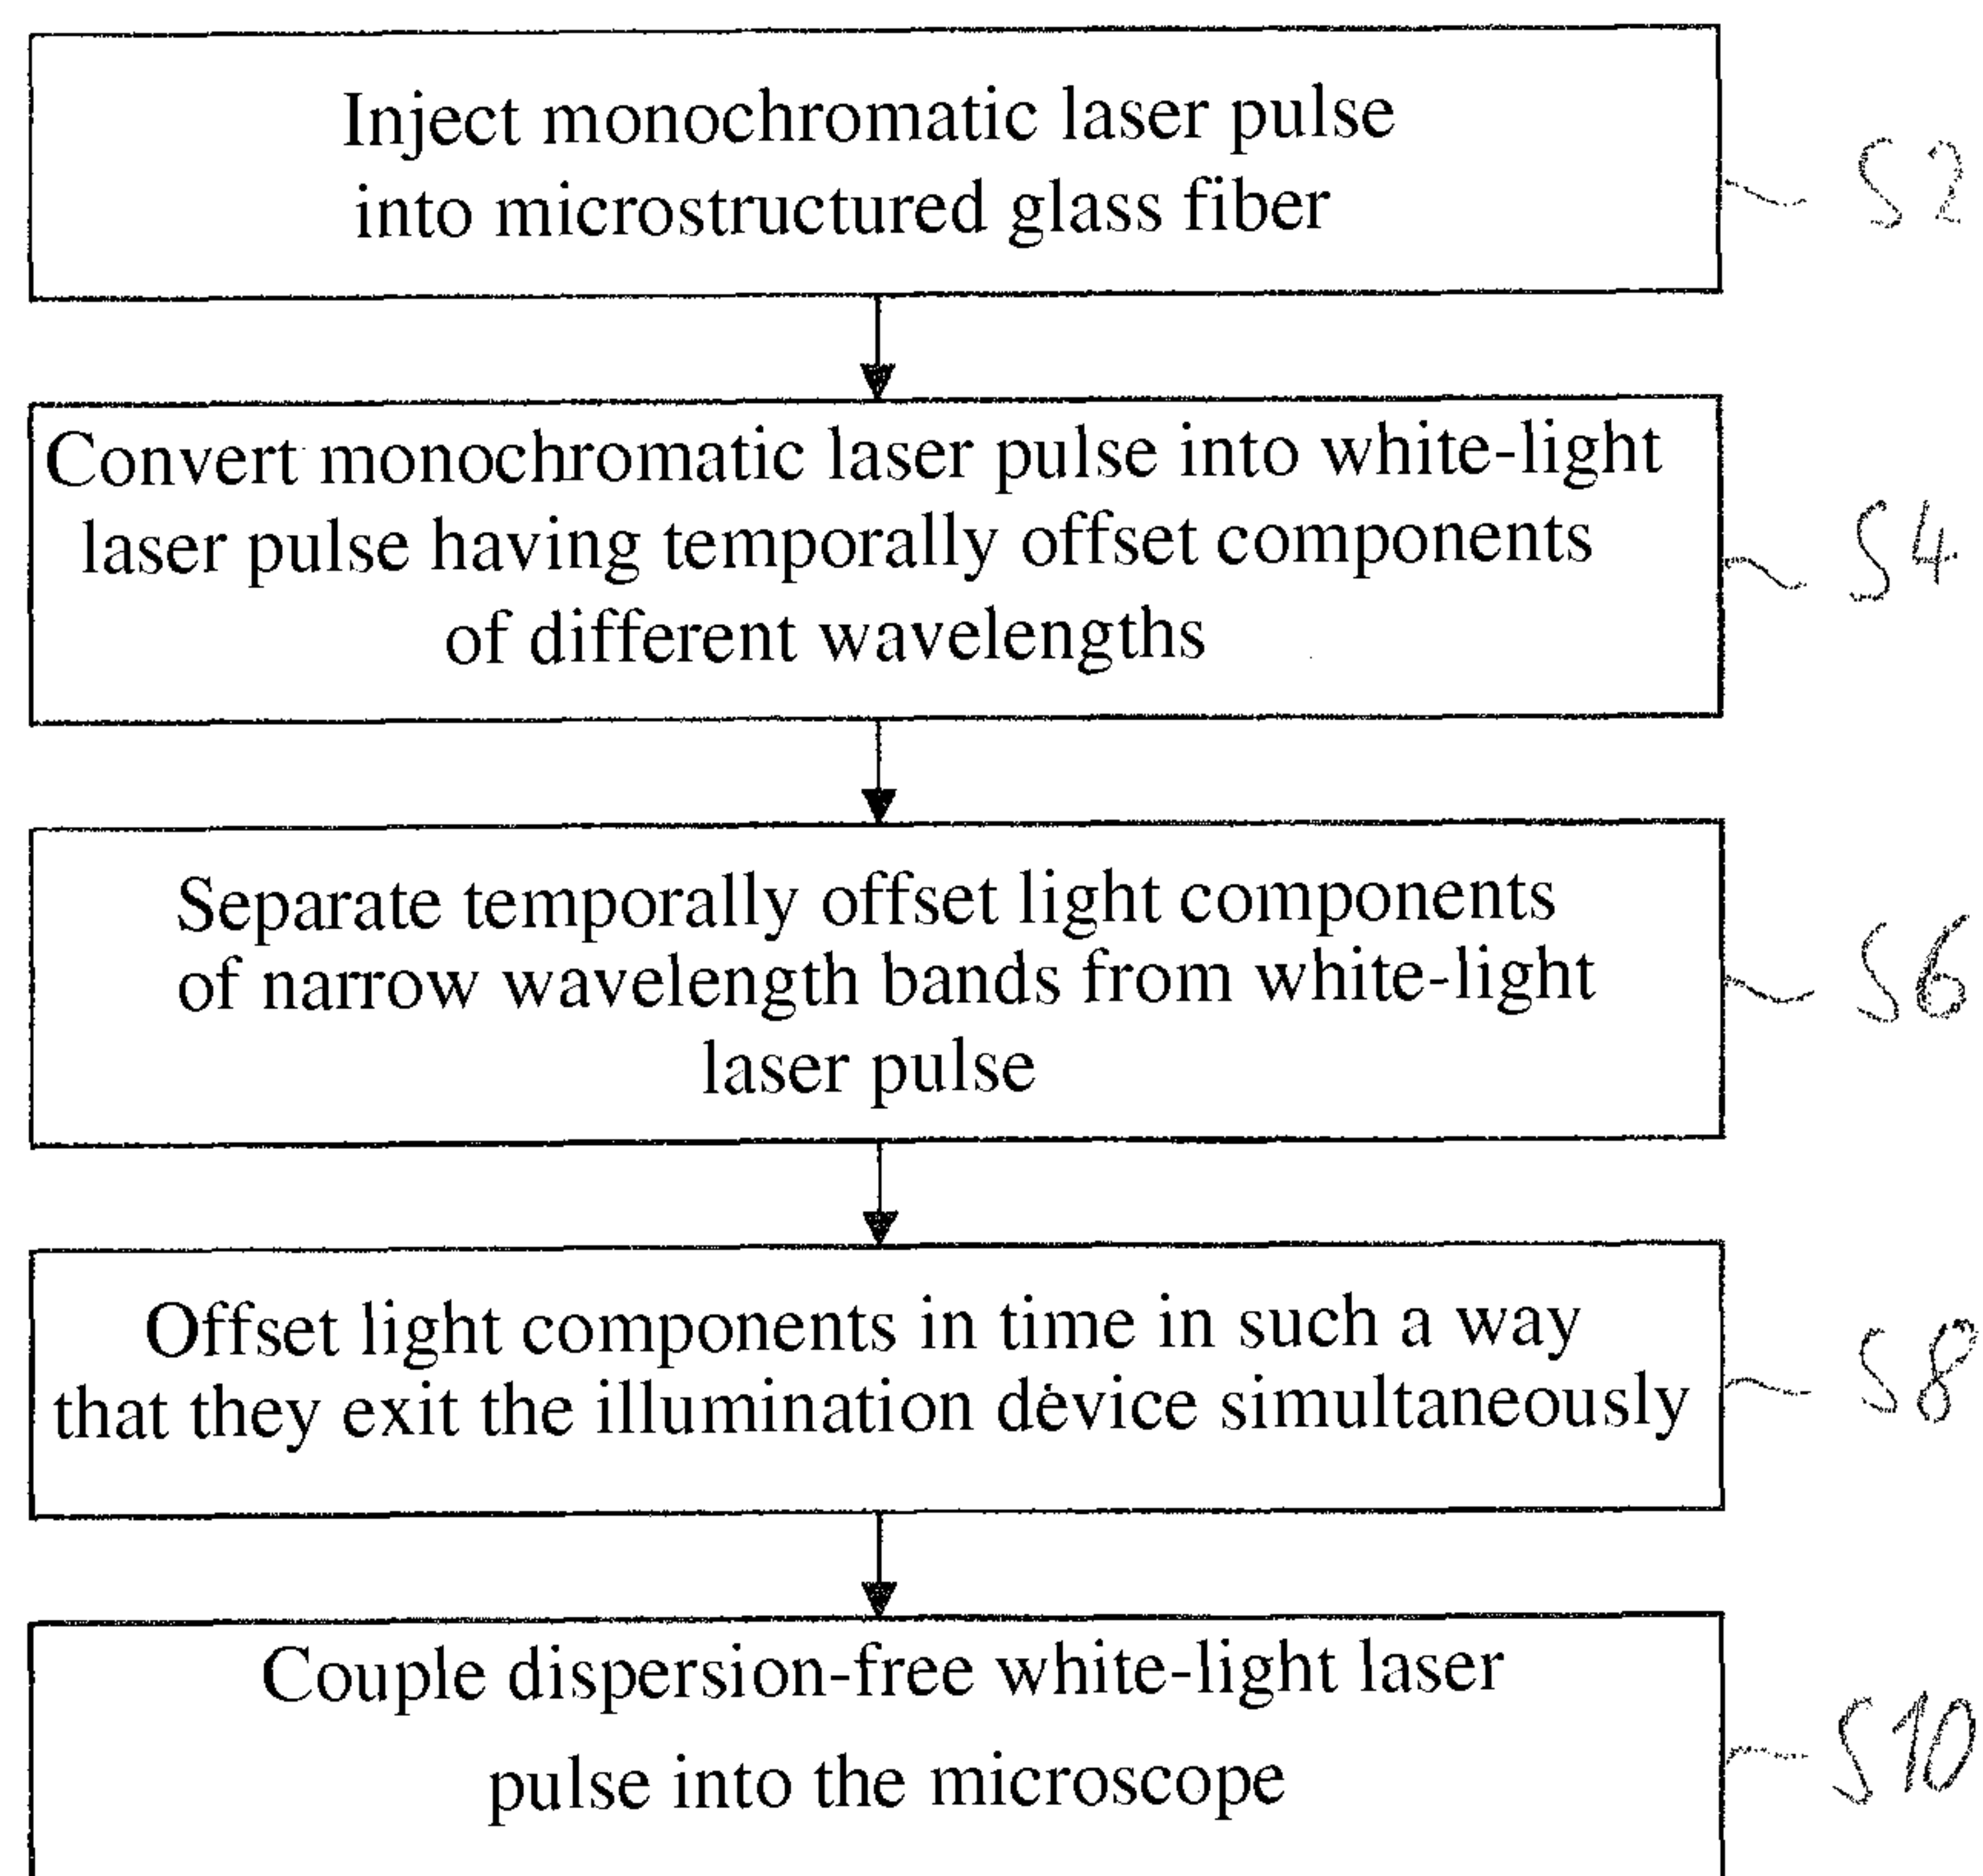 Inject monochromatic laser pulse
into microstructured glass fiber
S2
Convert monochromatic laser pulse into white-light
laser pulse having temporally offset components
of different wavelengths
S4
Separate temporally offset light components
of narrow wavelength bands from white-light
laser pulse
S6
Offset light components in time in such a way
that they exit the illumination device simultaneously
S8
Couple dispersion-free white-light laser
pulse into the microscope
S10